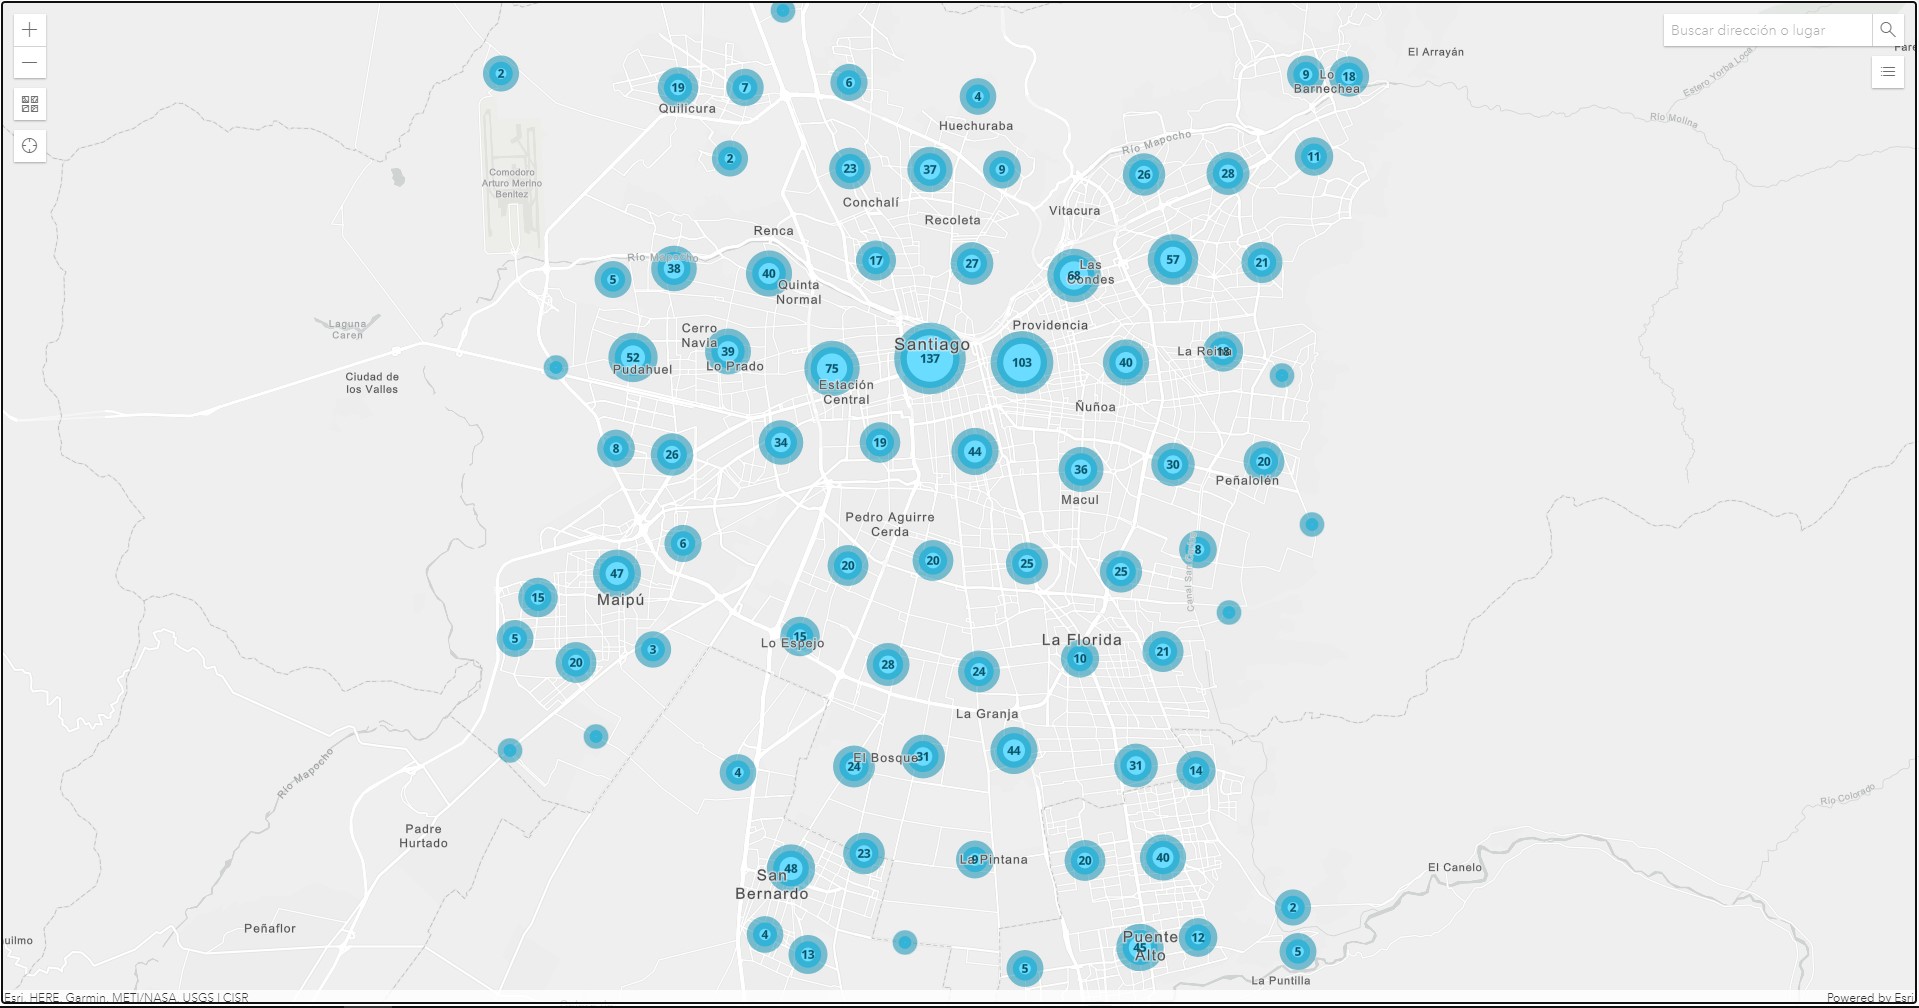 Buscar dirección o lugar
El Arrayán
Estero Yerba Loca
2
19
7
6
4
9
18
Lo
Barnechea
Quilicura
Huechuraba
Río Molina
Río Mapocho
2
23
37
9
26
28
11
Comodoro
Arturo Merino
Benítez
Conchalí
Recoleta
Vitacura
Renca
Río Mapocho
5
38
40
17
27
68
57
21
Las
Condes
Quinta
Normal
Laguna
Caren
Cerro
Navia
Providencia
Santiago
52
39
75
137
103
40
18
La Reina
Pudahuel
Lo Prado
Ciudad de
los Valles
Estación
Central
Ñuñoa
8
26
34
19
44
36
30
20
Peñalolén
Macul
Pedro Aguirre
Cerda
6
47
20
20
25
25
8
15
Maipú
5
20
3
15
Lo Espejo
28
24
La Florida
10
21
La Granja
Río Mapocho
4
24
El Bosque
31
44
31
14
Río Colorado
Padre
Hurtado
48
23
9
La Pintana
20
40
El Canelo
San
Bernardo
2
Peñaflor
4
13
5
Puente
Alto
45
12
5
La Puntilla
Esri, HERE, Garmin, METI/NASA, USGS | CISR
Powered by Esri